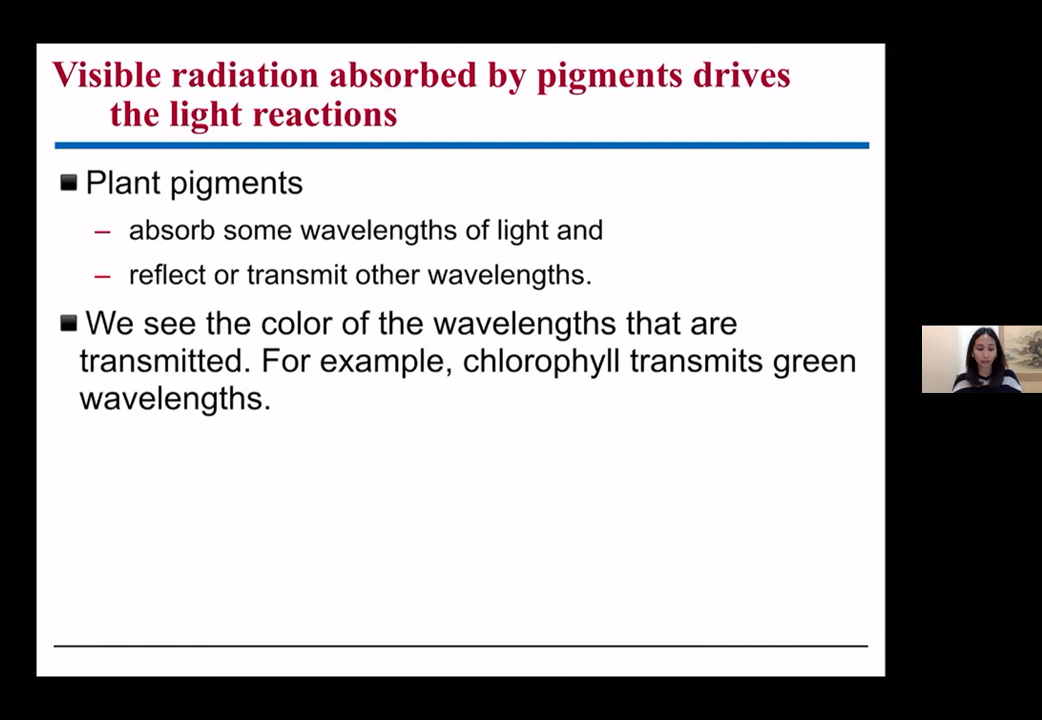 Visible radiation absorbed by pigments drives
the light reactions
Plant pigments
– absorb some wavelengths of light and
– reflect or transmit other wavelengths.
We see the color of the wavelengths that are
transmitted. For example, chlorophyll transmits green
wavelengths.